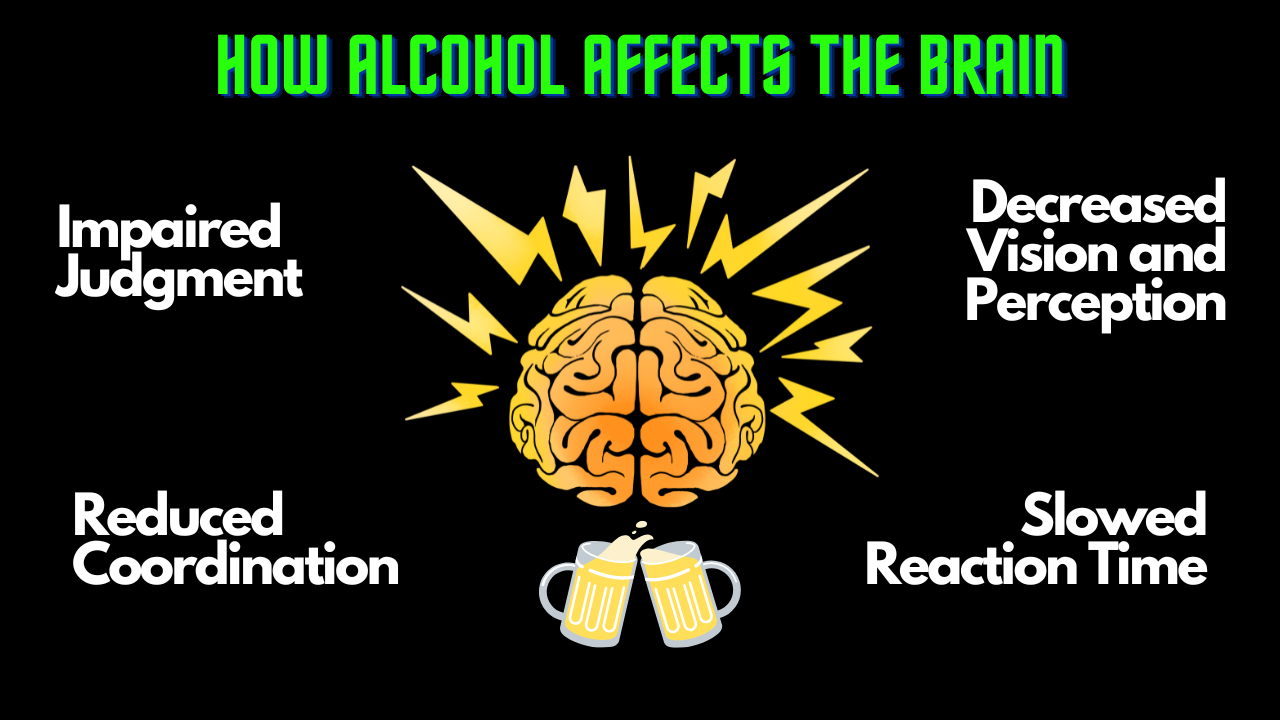 HOW ALCOHOL AFFECTS THE BRAIN
Impaired
Judgment
Decreased
Vision and
Perception
Reduced
Coordination
Slowed
Reaction Time